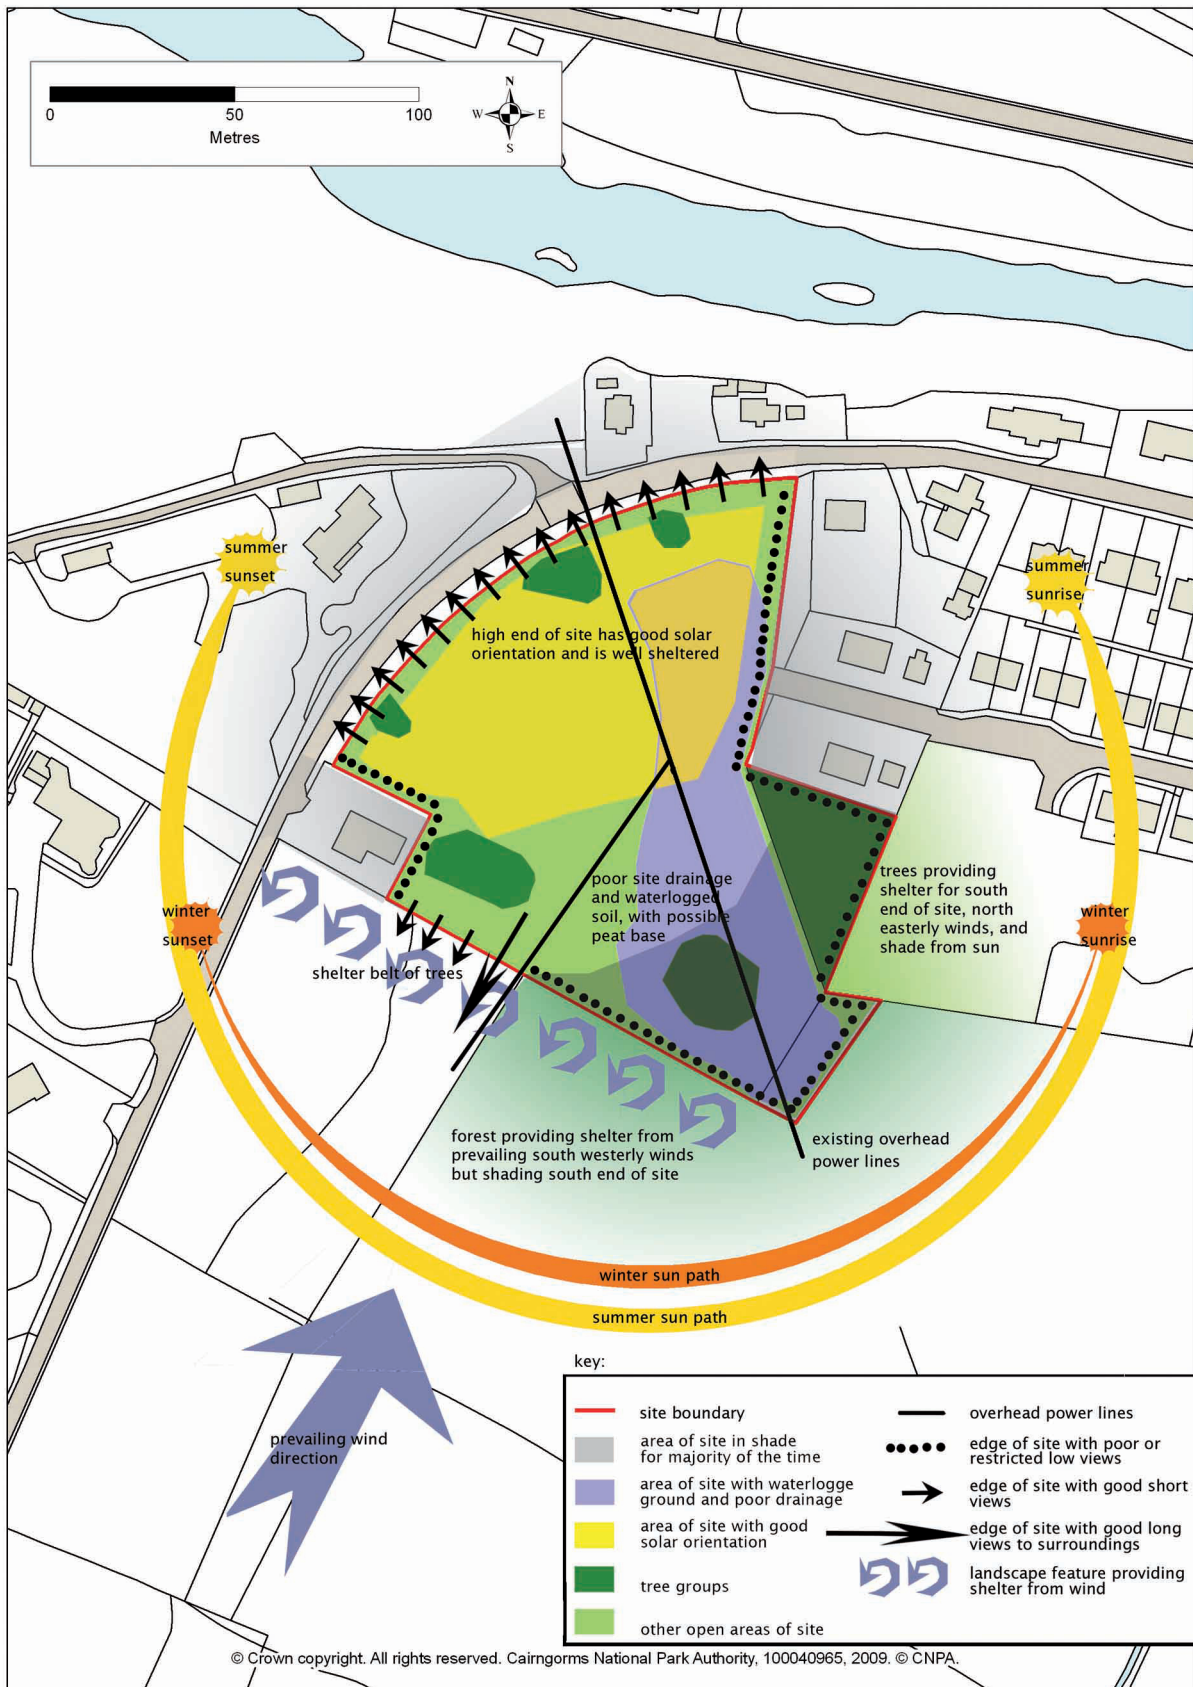 N
W
E
S
0
50
100
Metres
summer
sunset
summer
sunrise
high end of site has good solar
orientation and is well sheltered
poor site drainage
and waterlogged
soil, with possible
peat base
trees providing
shelter for south
end of site, north
easterly winds, and
shade from sun
winter
sunset
winter
sunrise
shelter belt of trees
forest providing shelter from
prevailing south westerly winds
but shading south end of site
existing overhead
power lines
winter sun path
summer sun path
prevailing wind
direction
key:
site boundary
area of site in shade
for majority of the time
area of site with waterlogge
ground and poor drainage
area of site with good
solar orientation
tree groups
other open areas of site
overhead power lines
edge of site with poor or
restricted low views
edge of site with good short
views
edge of site with good long
views to surroundings
landscape feature providing
shelter from wind
© Crown copyright. All rights reserved. Cairngorms National Park Authority, 100040965, 2009. © CNPA.